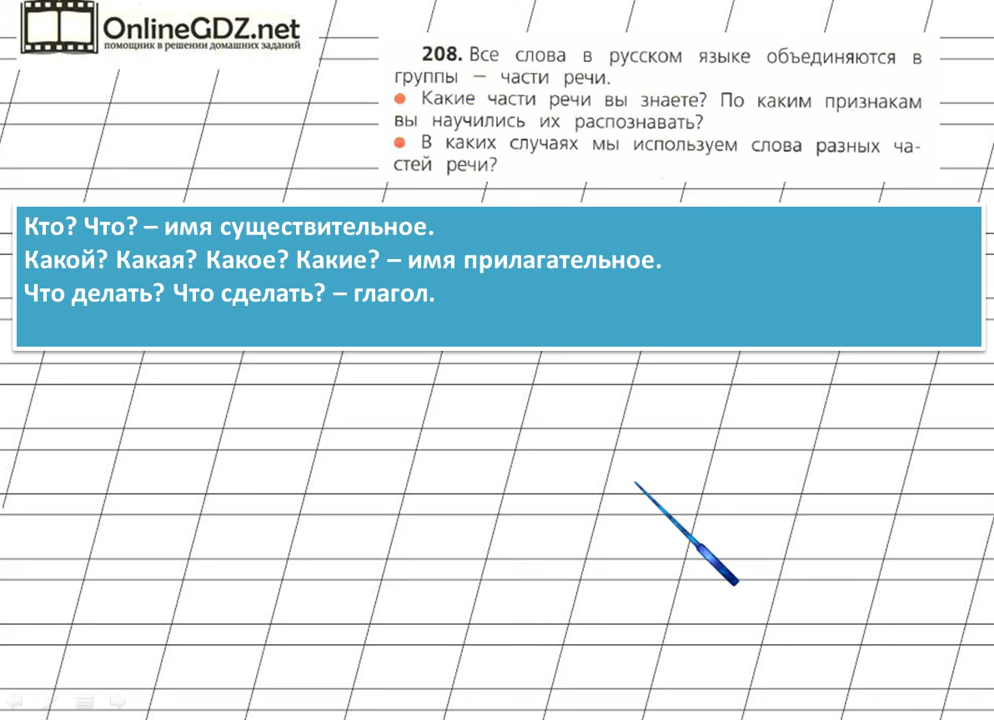 OnlineGDZ.net
помощник в решении домашних заданий
208. Все слова в русском языке объединяются в
группы – части речи.
● Какие части речи вы знаете? По каким признакам
вы научились их распознавать?
● В каких случаях мы используем слова разных ча-
стей речи?
Кто? Что? – имя существительное.
Какой? Какая? Какое? Какие? – имя прилагательное.
Что делать? Что сделать? – глагол.